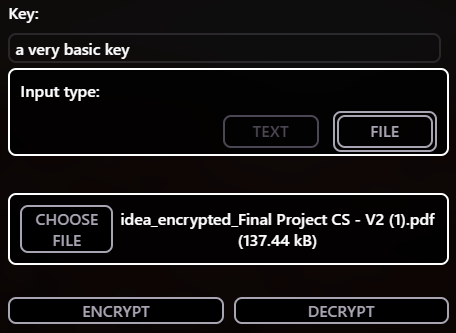 Key:
a very basic key
Input type:
TEXT
FILE
CHOOSE
FILE
idea_encrypted_Final Project CS - V2 (1).pdf
(137.44 kB)
ENCRYPT
DECRYPT